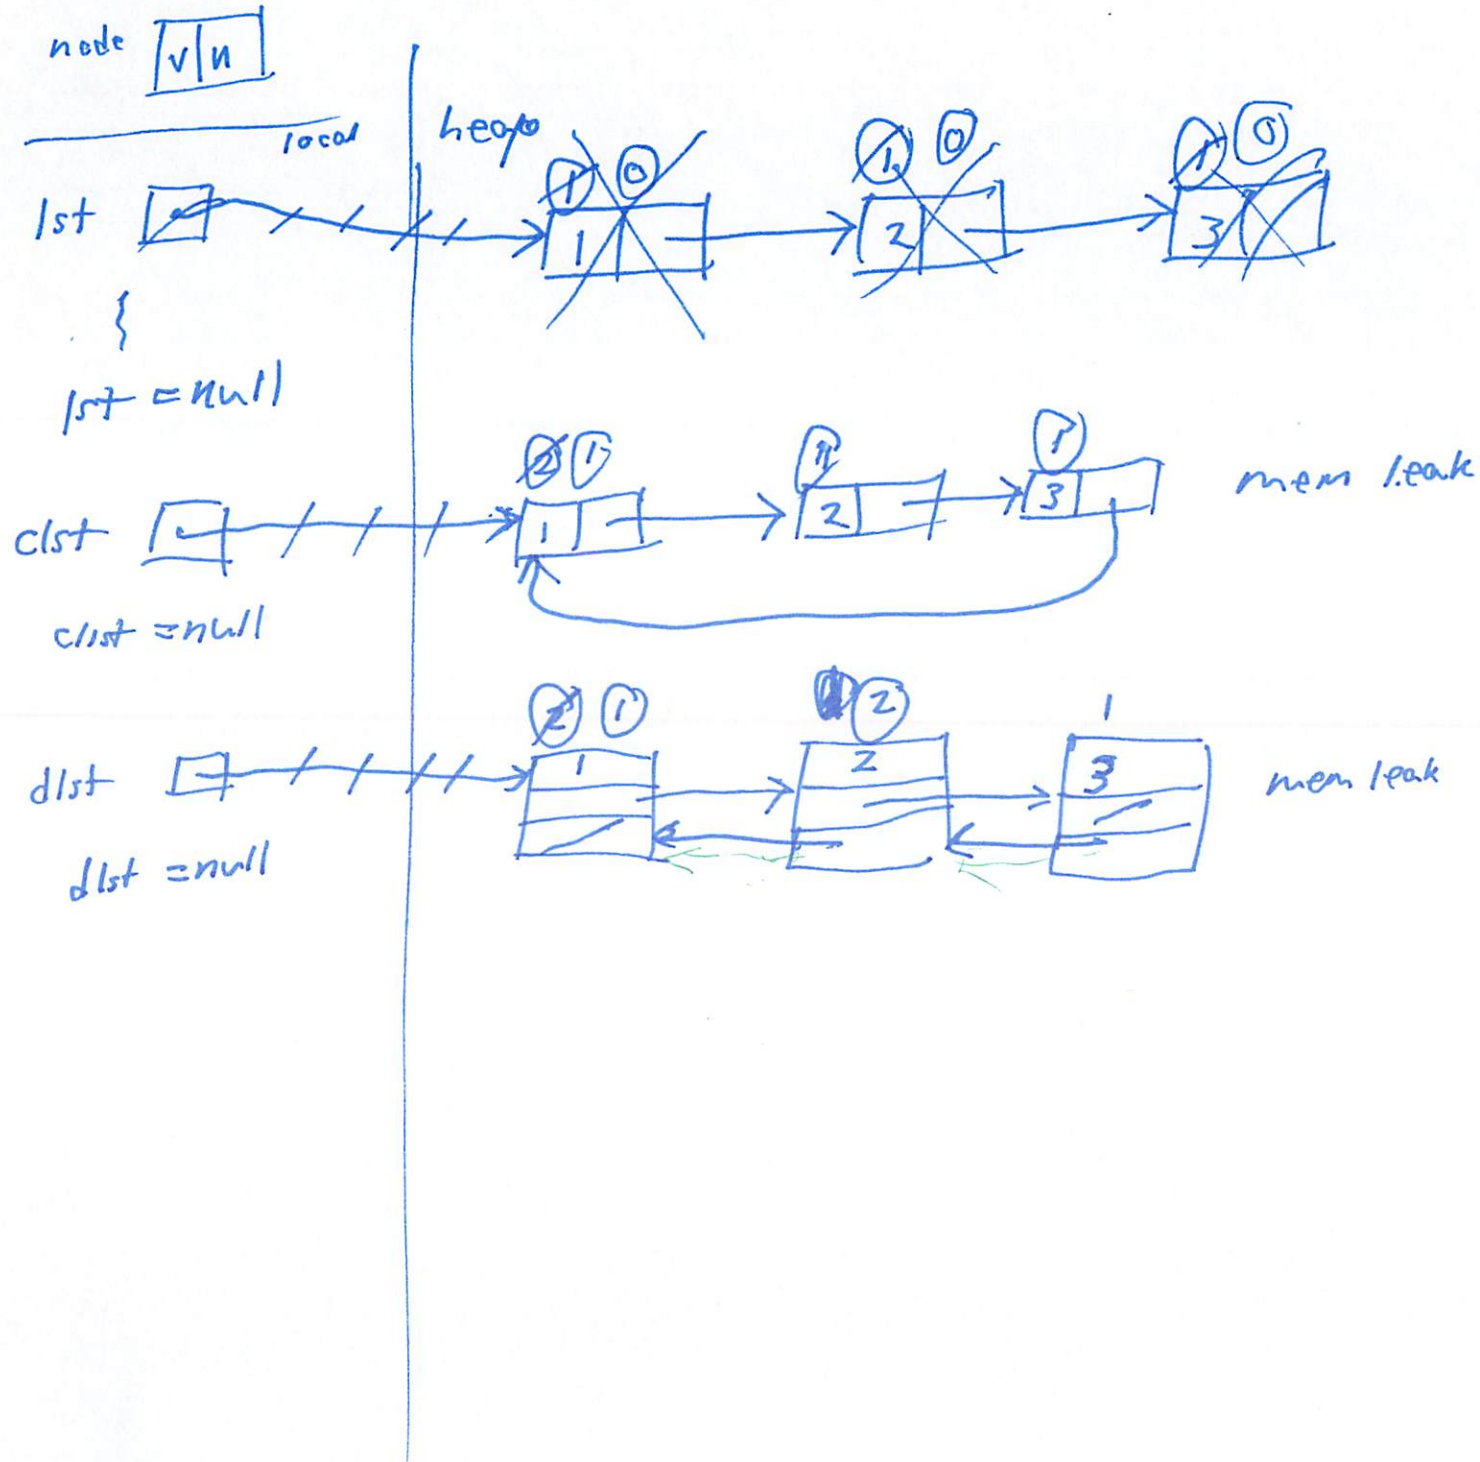 node v n
local heap
1 0 1 0 1 0
lst 1 2 3
lst = null
2 1 1 1
clst 1 2 3 mem leak
clist = null
2 1 2 1
dlst 1 2 3 mem leak
dlst = null